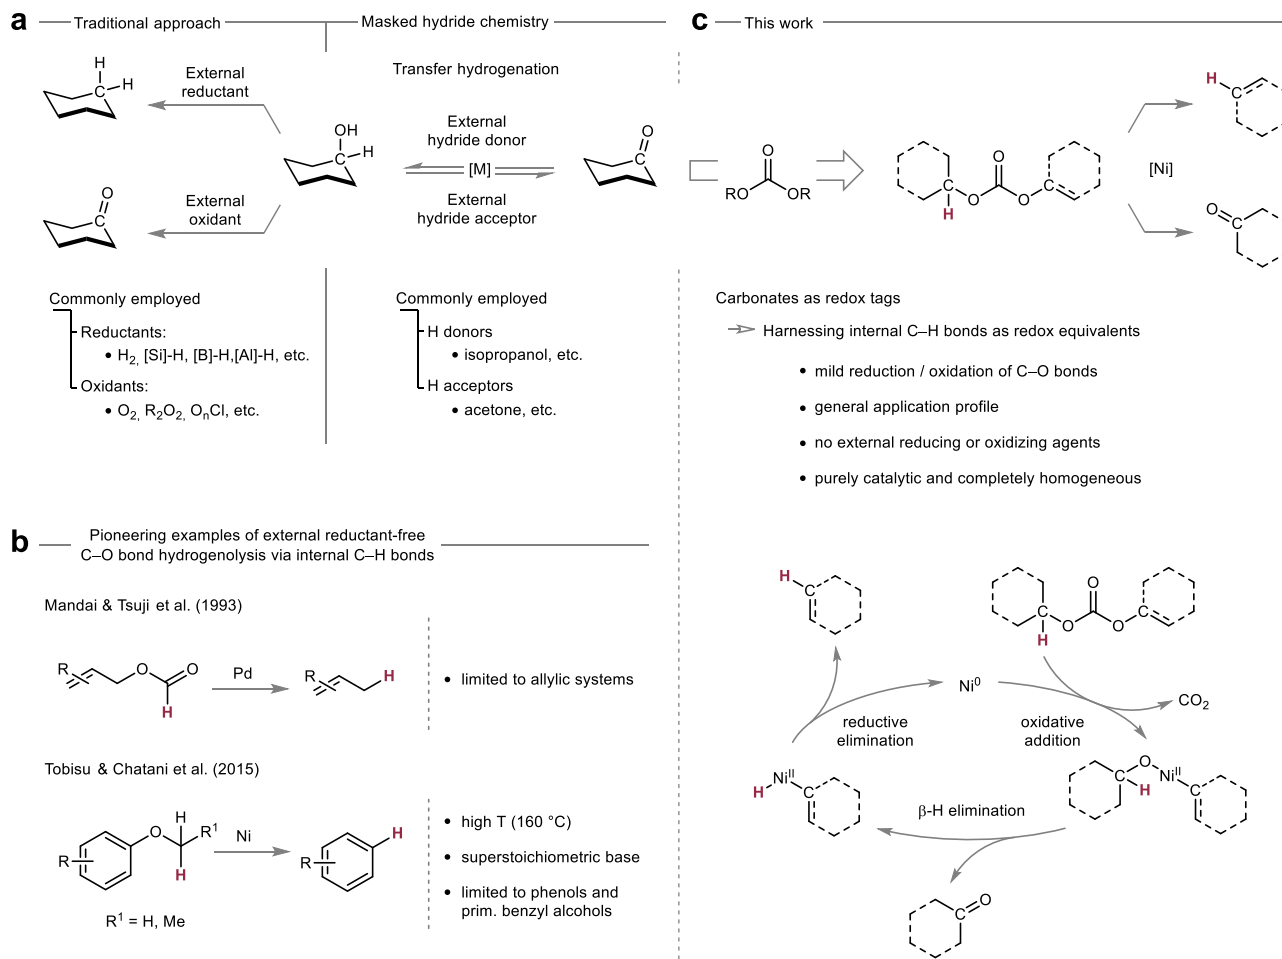 a
Traditional approach
Masked hydride chemistry
H
H
External
reductant
O
External
oxidant
OH
H
Transfer hydrogenation
External
hydride donor
[M]
External
hydride acceptor
O
Commonly employed
Reductants:
• H2, [Si]-H, [B]-H,[Al]-H, etc.
Oxidants:
• O2, R2O2, OnCl, etc.
Commonly employed
H donors
• isopropanol, etc.
H acceptors
• acetone, etc.
b
Pioneering examples of external reductant-free
C–O bond hydrogenolysis via internal C–H bonds
Mandai & Tsuji et al. (1993)
R
O
O
H
Pd
R
H
• limited to allylic systems
Tobisu & Chatani et al. (2015)
R
O
H
R1
H
Ni
R
H
R1 = H, Me
• high T (160 °C)
• superstoichiometric base
• limited to phenols and
prim. benzyl alcohols
c
This work
O
RO
OR
C
H
O
O
O
C
[Ni]
H
C
O
C
Carbonates as redox tags
Harnessing internal C–H bonds as redox equivalents
• mild reduction / oxidation of C–O bonds
• general application profile
• no external reducing or oxidizing agents
• purely catalytic and completely homogeneous
H
C
C
H
O
O
O
C
Ni0
CO2
reductive
elimination
oxidative
addition
H
NiII
C
C
H
O
NiII
C
β-H elimination
C
O